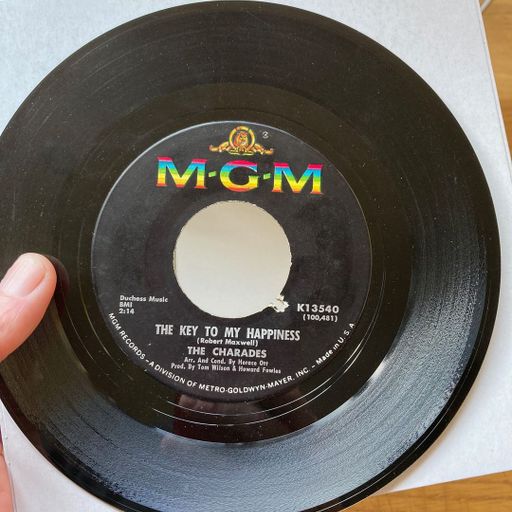 M-G-M
Duchess Music
BMI
2:14
K13540
(100,481)
THE KEY TO MY HAPPINESS
(Robert Maxwell)
THE CHARADES
Arr. And Cond. By Horace Ott
Prod. By Tom Wilson & Howard Fowles
MGM RECORDS - A DIVISION OF METRO-GOLDWYN-MAYER, INC. - Made in U.S.A